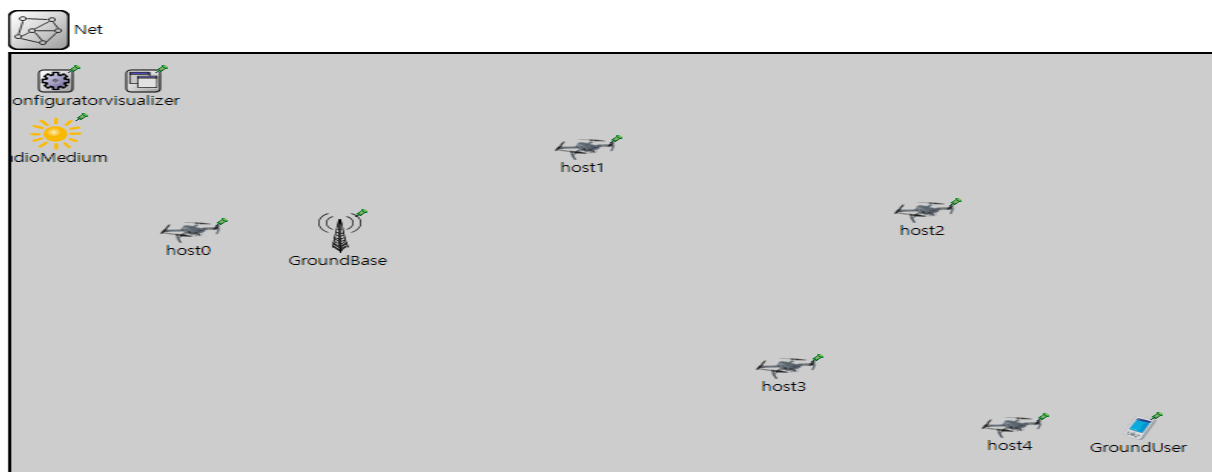 Net
onfigurator visualizer
dioMedium
host1
host2
host0
GroundBase
host3
host4
GroundUser